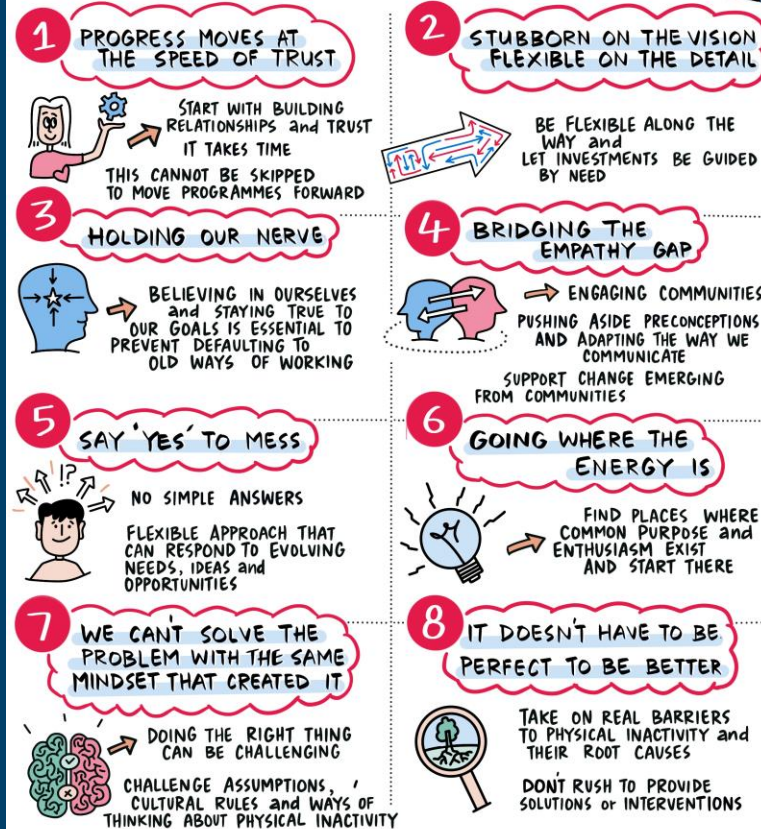 1
PROGRESS MOVES AT
THE SPEED OF TRUST
START WITH BUILDING
RELATIONSHIPS and TRUST
IT TAKES TIME
THIS CANNOT BE SKIPPED
TO MOVE PROGRAMMES FORWARD
2
STUBBORN ON THE VISION
FLEXIBLE ON THE DETAIL
BE FLEXIBLE ALONG THE
WAY and
LET INVESTMENTS BE GUIDED
BY NEED
3
HOLDING OUR NERVE
BELIEVING IN OURSELVES
and STAYING TRUE TO
OUR GOALS IS ESSENTIAL TO
PREVENT DEFAULTING TO
OLD WAYS OF WORKING
4
BRIDGING THE
EMPATHY GAP
ENGAGING COMMUNITIES
PUSHING ASIDE PRECONCEPTIONS
AND ADAPTING THE WAY WE
COMMUNICATE
SUPPORT CHANGE EMERGING
FROM COMMUNITIES
5
SAY 'YES' TO MESS
!?
NO SIMPLE ANSWERS
FLEXIBLE APPROACH THAT
CAN RESPOND TO EVOLVING
NEEDS, IDEAS and
OPPORTUNITIES
6
GOING WHERE THE
ENERGY IS
FIND PLACES WHERE
COMMON PURPOSE and
ENTHUSIASM EXIST
AND START THERE
7
WE CAN'T SOLVE THE
PROBLEM WITH THE SAME
MINDSET THAT CREATED IT
DOING THE RIGHT THING
CAN BE CHALLENGING
CHALLENGE ASSUMPTIONS,
CULTURAL RULES and WAYS OF
THINKING ABOUT PHYSICAL INACTIVITY
8
IT DOESN'T HAVE TO BE
PERFECT TO BE BETTER
TAKE ON REAL BARRIERS
TO PHYSICAL INACTIVITY and
THEIR ROOT CAUSES
DON'T RUSH TO PROVIDE
SOLUTIONS or INTERVENTIONS